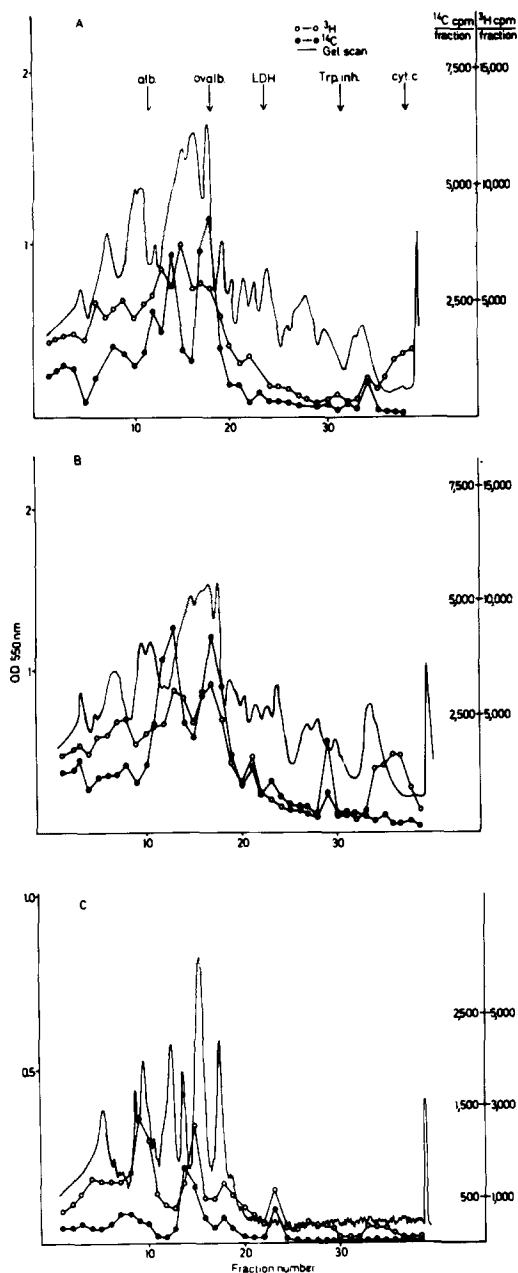 A
³H
¹⁴C
Gel scan
¹⁴C cpm ³H cpm
fraction fraction
2
7,500 15,000
alb. ovalb. LDH Trp. inh. cyt c
5,000 10,000
1
2,500 5,000
10 20 30
B
7,500 15,000
2
5,000 10,000
OD 550nm
1
2,500 5,000
10 20 30
C
1.0
2,500 5,000
0.5
1,500 3,000
500 1,000
10 20 30
Fraction number